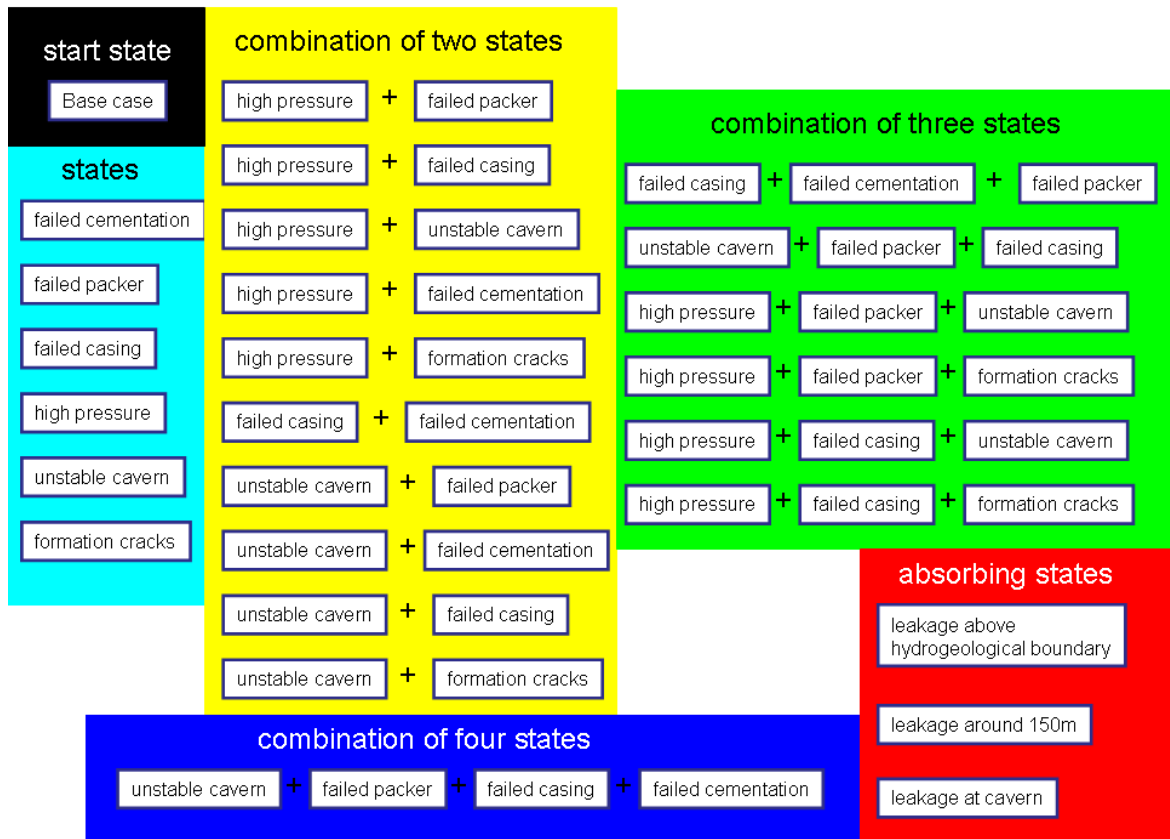 start state
Base case
states
failed cementation
failed packer
failed casing
high pressure
unstable cavern
formation cracks
combination of two states
high pressure + failed packer
high pressure + failed casing
high pressure + unstable cavern
high pressure + failed cementation
high pressure + formation cracks
failed casing + failed cementation
unstable cavern + failed packer
unstable cavern + failed cementation
unstable cavern + failed casing
unstable cavern + formation cracks
combination of three states
failed casing + failed cementation + failed packer
unstable cavern + failed packer + failed casing
high pressure + failed packer + unstable cavern
high pressure + failed packer + formation cracks
high pressure + failed casing + unstable cavern
high pressure + failed casing + formation cracks
absorbing states
leakage above
hydrogeological boundary
leakage around 150m
leakage at cavern
combination of four states
unstable cavern + failed packer + failed casing + failed cementation